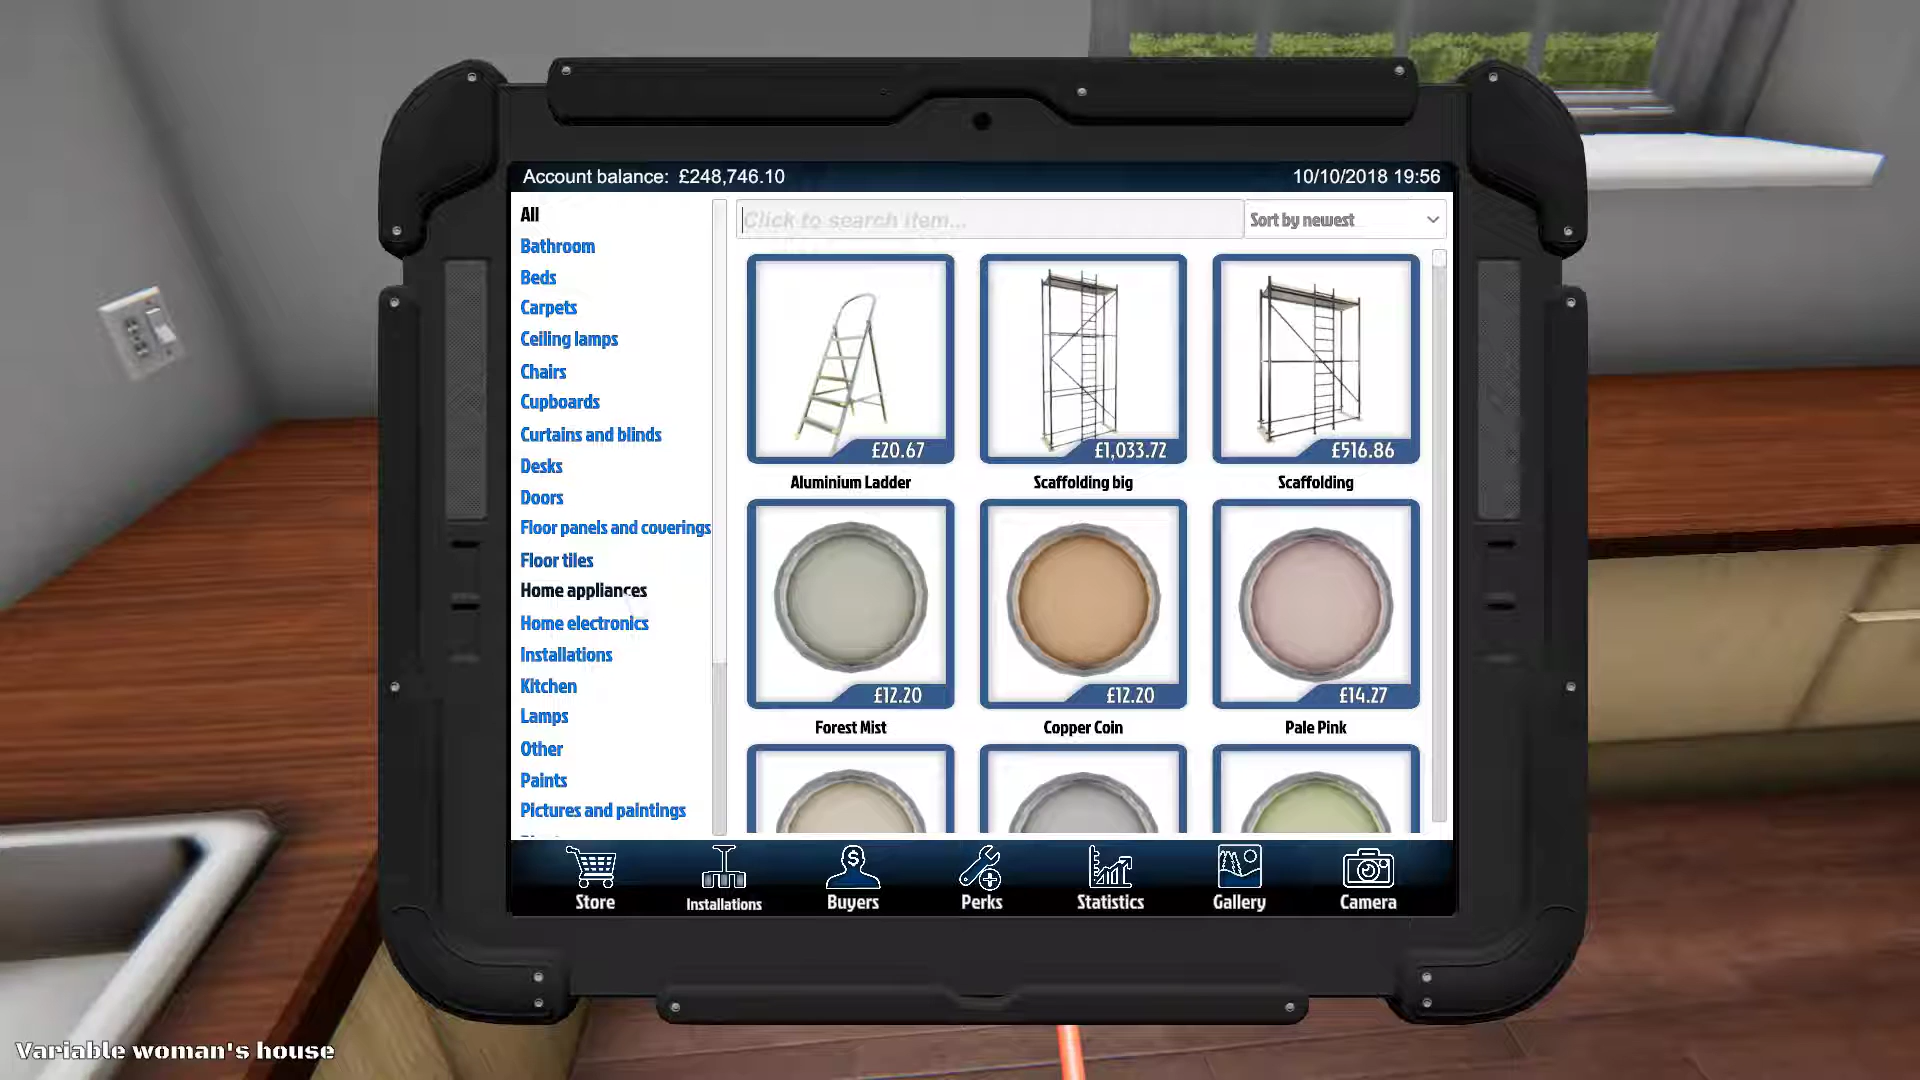 Account balance: £248,746.10
10/10/2018 19:56
All
Bathroom
Beds
Carpets
Ceiling lamps
Chairs
Cupboards
Curtains and blinds
Desks
Doors
Floor panels and coverings
Floor tiles
Home appliances
Home electronics
Installations
Kitchen
Lamps
Other
Paints
Pictures and paintings
Click to search item...
Sort by newest
£20.67
£1,033.72
£516.86
Aluminium Ladder
Scaffolding big
Scaffolding
£12.20
£12.20
£14.27
Forest Mist
Copper Coin
Pale Pink
Store
Installations
Buyers
Perks
Statistics
Gallery
Camera
Variable woman's house